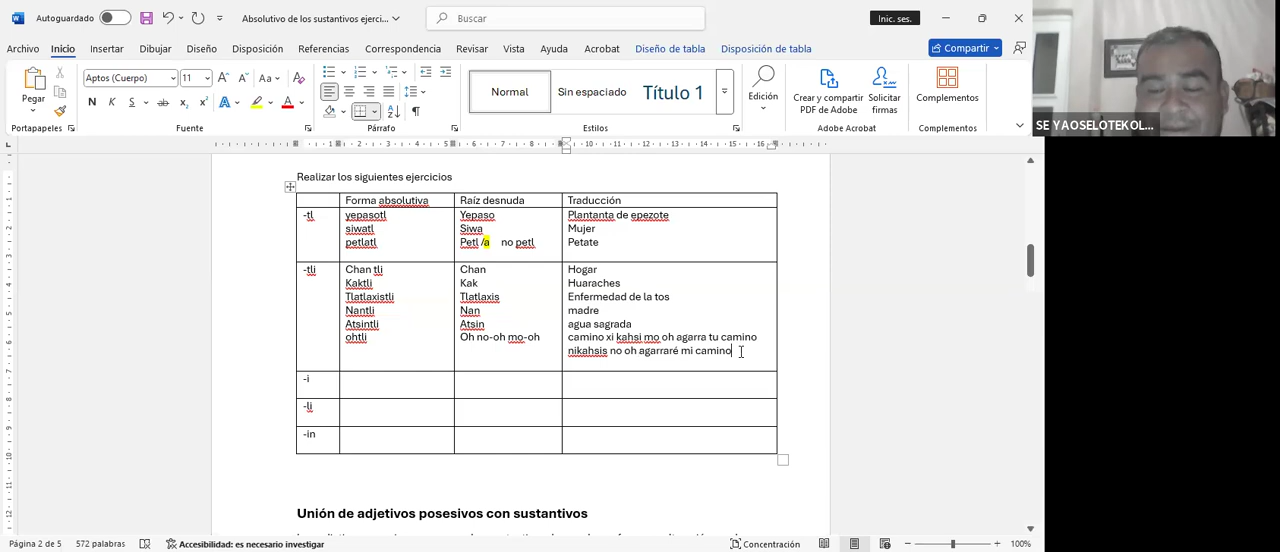 Autoguardado
Absolutivo de los sustantivos ejerci...
Buscar
Inic. ses.
Archivo Inicio Insertar Dibujar Diseño Disposición Referencias Correspondencia Revisar Vista Ayuda Acrobat Diseño de tabla Disposición de tabla
Compartir
Aptos (Cuerpo) 11
Pegar
Normal
Sin espaciado
Título 1
Edición
Crear y compartir PDF de Adobe
Solicitar firmas
Complementos
Portapapeles
Fuente
Párrafo
Estilos
Adobe Acrobat
Complementos
SE YAOSELOTEKOL...
Realizar los siguientes ejercicios
Forma absolutiva Raíz desnuda Traducción
-tl yepasotl Yepaso Plantanta de epezote
siwatl Siwa Mujer
petlatl Petl /a no petl Petate
-tli Chan tli Chan Hogar
Kaktli Kak Huaraches
Tlatlaxistli Tlatlaxis Enfermedad de la tos
Nantli Nan madre
Atsintli Atsin agua sagrada
ohtli Oh no-oh mo-oh camino xi kahsi mo oh agarra tu camino
nikahsis no oh agarraré mi camino
-i
-li
-in
Unión de adjetivos posesivos con sustantivos
Página 2 de 5 572 palabras Accesibilidad: es necesario investigar Concentración 100%